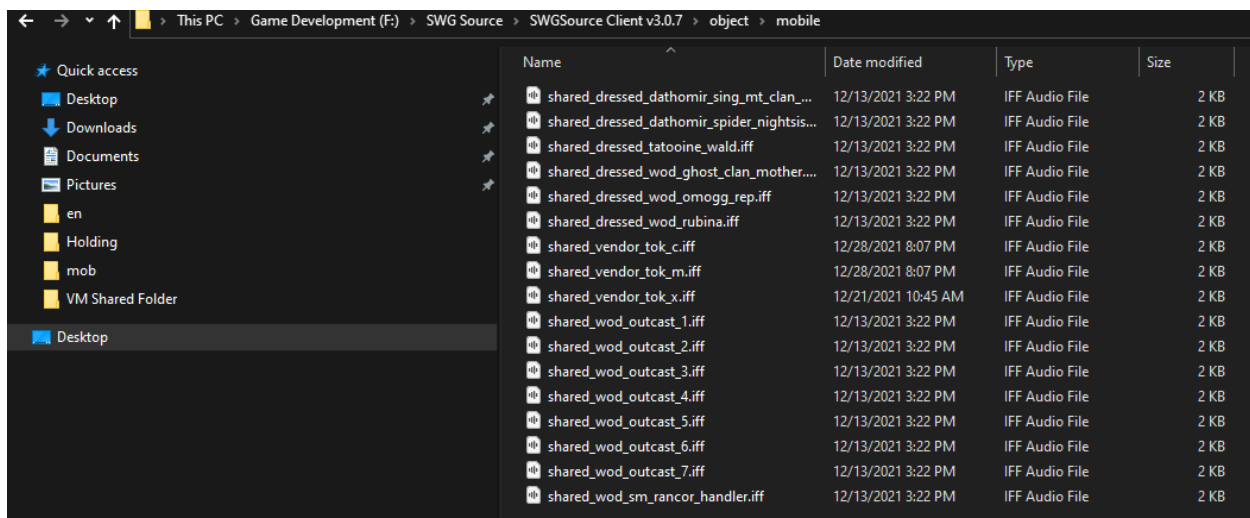 This PC > Game Development (F:) > SWG Source > SWGSource Client v3.0.7 > object > mobile
Quick access
Desktop
Downloads
Documents
Pictures
en
Holding
mob
VM Shared Folder
Desktop
Name Date modified Type Size
shared_dressed_dathomir_sing_mt_clan_... 12/13/2021 3:22 PM IFF Audio File 2 KB
shared_dressed_dathomir_spider_nightsis... 12/13/2021 3:22 PM IFF Audio File 2 KB
shared_dressed_tatooine_wald.iff 12/13/2021 3:22 PM IFF Audio File 2 KB
shared_dressed_wod_ghost_clan_mother.... 12/13/2021 3:22 PM IFF Audio File 2 KB
shared_dressed_wod_omogg_rep.iff 12/13/2021 3:22 PM IFF Audio File 2 KB
shared_dressed_wod_rubina.iff 12/13/2021 3:22 PM IFF Audio File 2 KB
shared_vendor_tok_c.iff 12/28/2021 8:07 PM IFF Audio File 2 KB
shared_vendor_tok_m.iff 12/28/2021 8:07 PM IFF Audio File 2 KB
shared_vendor_tok_x.iff 12/21/2021 10:45 AM IFF Audio File 2 KB
shared_wod_outcast_1.iff 12/13/2021 3:22 PM IFF Audio File 2 KB
shared_wod_outcast_2.iff 12/13/2021 3:22 PM IFF Audio File 2 KB
shared_wod_outcast_3.iff 12/13/2021 3:22 PM IFF Audio File 2 KB
shared_wod_outcast_4.iff 12/13/2021 3:22 PM IFF Audio File 2 KB
shared_wod_outcast_5.iff 12/13/2021 3:22 PM IFF Audio File 2 KB
shared_wod_outcast_6.iff 12/13/2021 3:22 PM IFF Audio File 2 KB
shared_wod_outcast_7.iff 12/13/2021 3:22 PM IFF Audio File 2 KB
shared_wod_sm_rancor_handler.iff 12/13/2021 3:22 PM IFF Audio File 2 KB